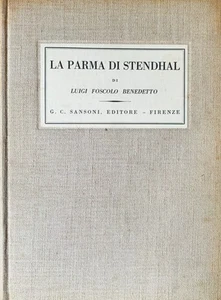 LA PARMA DI STENDHAL
DI
LUIGI FOSCOLO BENEDETTO
G. C. SANSONI, EDITORE – FIRENZE